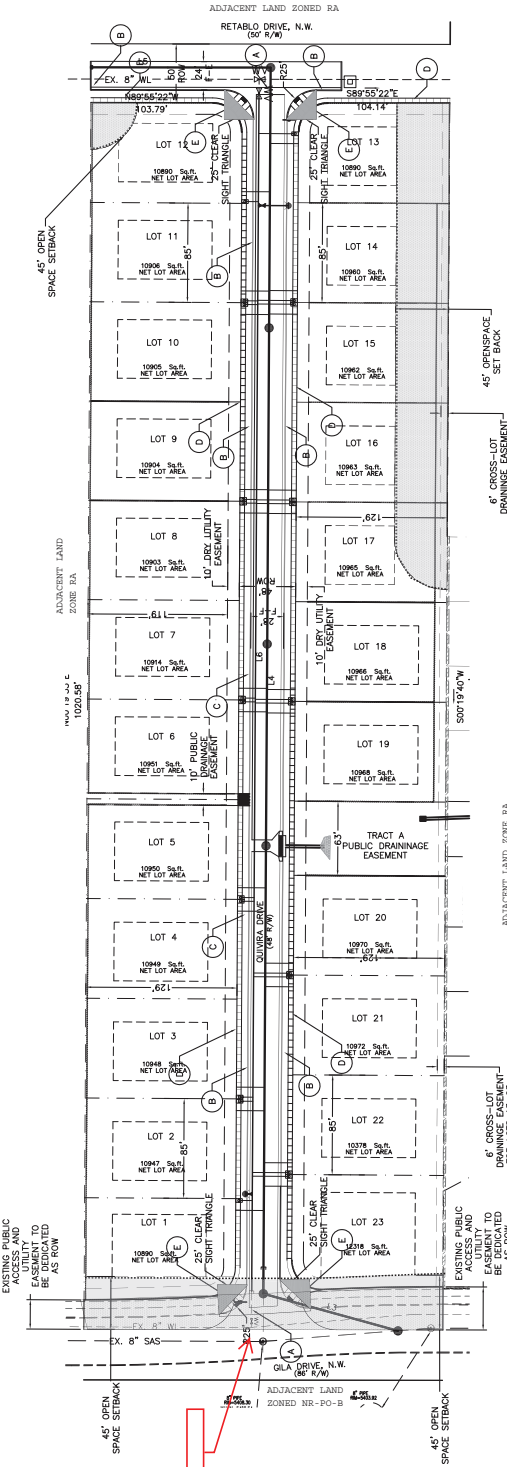 ADJACENT LAND ZONED RA
RETABLO DRIVE, N.W.
(50' R/W)
B
A
B
D
EX. 8" WL
50'
ROW
24'
F-F
R25'
N89°55'22"W
103.79'
S89°55'22"E
104.14'
E
25' CLEAR
SIGHT TRIANGLE
25' CLEAR
SIGHT TRIANGLE
E
45' OPEN
SPACE SETBACK
LOT 12
10890 Sq.ft.
NET LOT AREA
LOT 13
10890 Sq.ft.
NET LOT AREA
LOT 11
10906 Sq.ft.
NET LOT AREA
85'
B
85'
LOT 14
10960 Sq.ft.
NET LOT AREA
LOT 10
10905 Sq.ft.
NET LOT AREA
LOT 15
10962 Sq.ft.
NET LOT AREA
45' OPENSPACE
SET BACK
LOT 9
10904 Sq.ft.
NET LOT AREA
D
B
B
D
LOT 16
10963 Sq.ft.
NET LOT AREA
6' CROSS-LOT
DRAININGE EASEMENT
129'
LOT 8
10903 Sq.ft.
NET LOT AREA
10' DRY UTILITY
EASEMENT
LOT 17
10965 Sq.ft.
NET LOT AREA
ADJACENT LAND
ZONE RA
48'
ROW
28'
F-F
10' DRY UTILITY
EASEMENT
119'
LOT 7
10914 Sq.ft.
NET LOT AREA
L6
L4
LOT 18
10966 Sq.ft.
NET LOT AREA
1020.58'
S00°19'40"W
C
LOT 6
10951 Sq.ft.
NET LOT AREA
10' PUBLIC
DRAINAGE
EASEMENT
LOT 19
10968 Sq.ft.
NET LOT AREA
LOT 5
10950 Sq.ft.
NET LOT AREA
63'
TRACT A
PUBLIC DRAININAGE
EASEMENT
ADJACENT LAND ZONE RA
LOT 4
10949 Sq.ft.
NET LOT AREA
C
QUIVIRA DRIVE
(48' R/W)
LOT 20
10970 Sq.ft.
NET LOT AREA
129'
129'
LOT 3
10948 Sq.ft.
NET LOT AREA
D
B
B
D
LOT 21
10972 Sq.ft.
NET LOT AREA
6' CROSS-LOT
DRAININGE EASEMENT
LOT 2
10947 Sq.ft.
NET LOT AREA
85'
85'
LOT 22
10378 Sq.ft.
NET LOT AREA
EXISTING PUBLIC
ACCESS AND
UTILITY
EASEMENT TO
BE DEDICATED
AS ROW
LOT 1
10890 Sq.ft.
NET LOT AREA
E
25' CLEAR
SIGHT TRIANGLE
25' CLEAR
SIGHT TRIANGLE
E
LOT 23
12318 Sq.ft.
NET LOT AREA
EXISTING PUBLIC
ACCESS AND
UTILITY
EASEMENT TO
BE DEDICATED
AS ROW
EX. 8" WL
EX. 8" SAS
R25'
L3
A
GILA DRIVE, N.W.
(86' R/W)
45' OPEN
SPACE SETBACK
ADJACENT LAND
ZONED NR-PO-B
45' OPEN
SPACE SETBACK